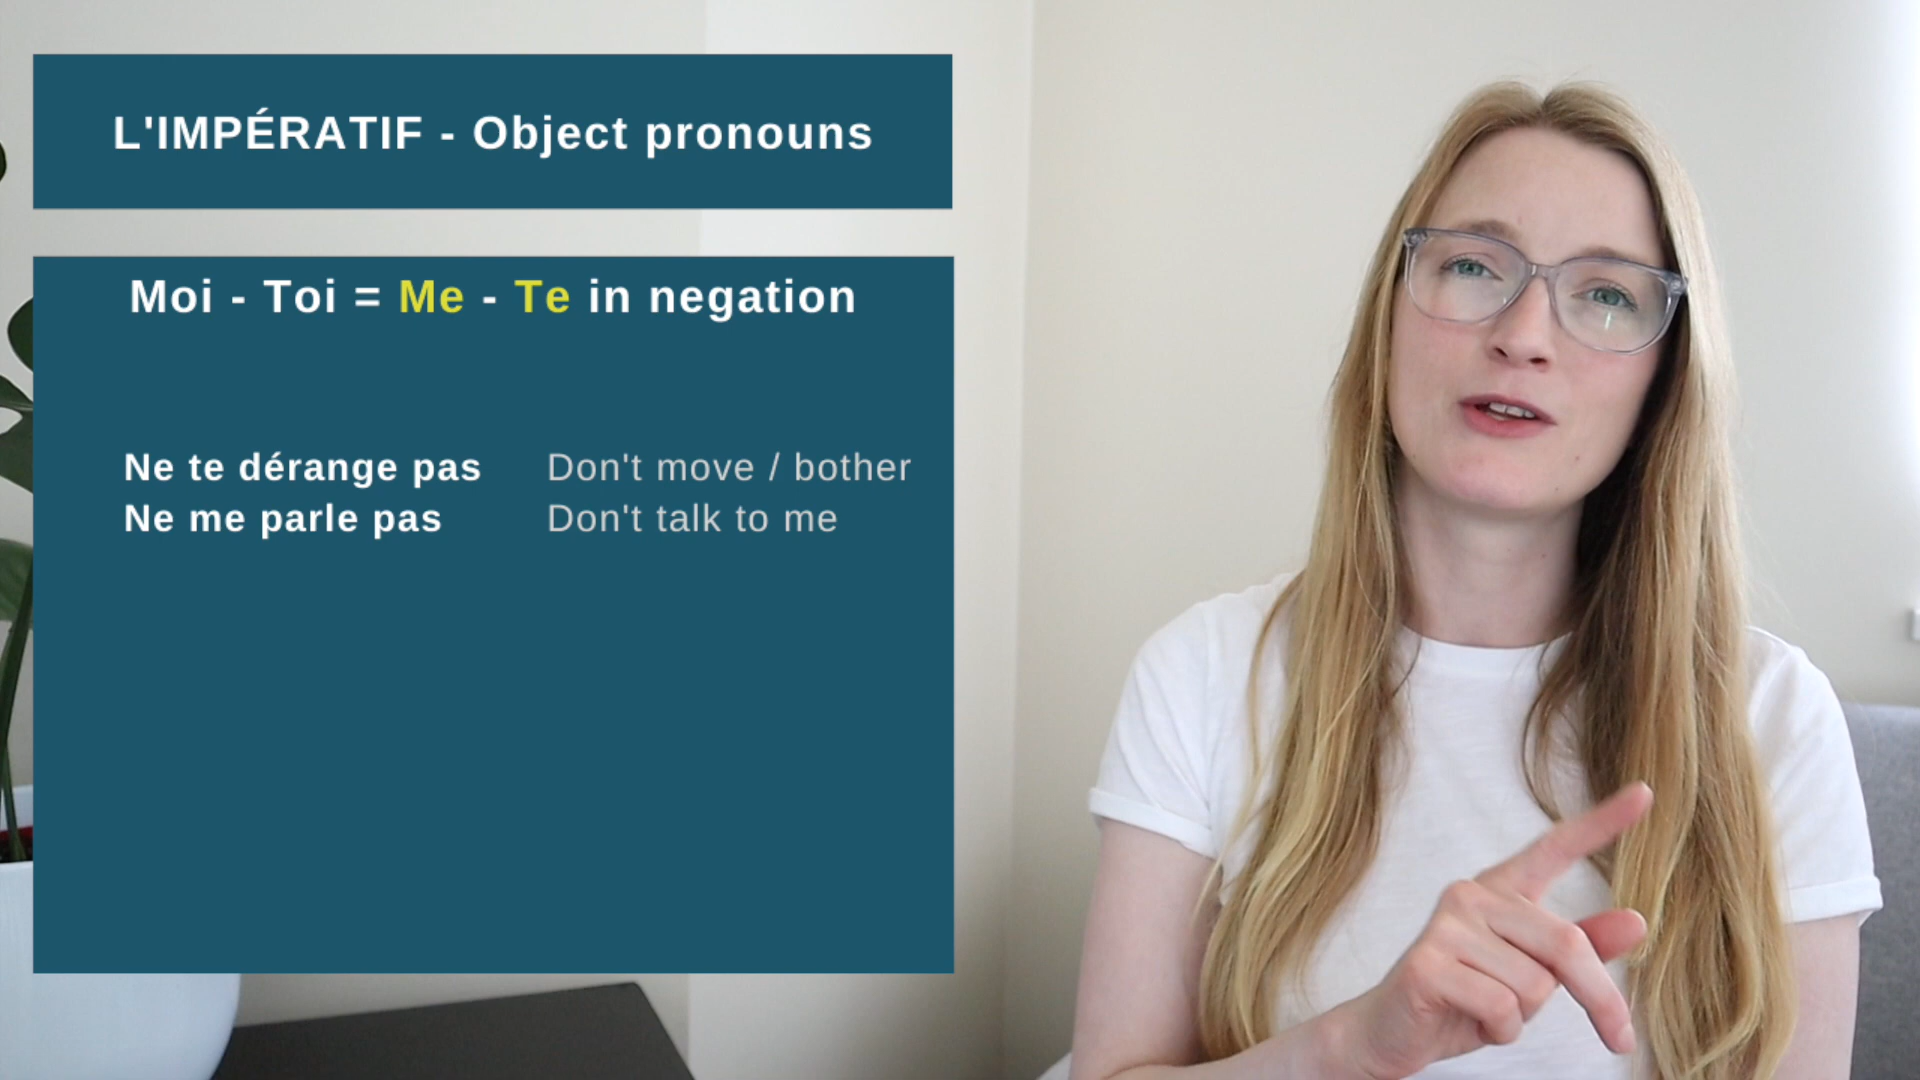 L'IMPÉRATIF - Object pronouns
Moi - Toi = Me - Te in negation
Ne te dérange pas Don't move / bother
Ne me parle pas Don't talk to me